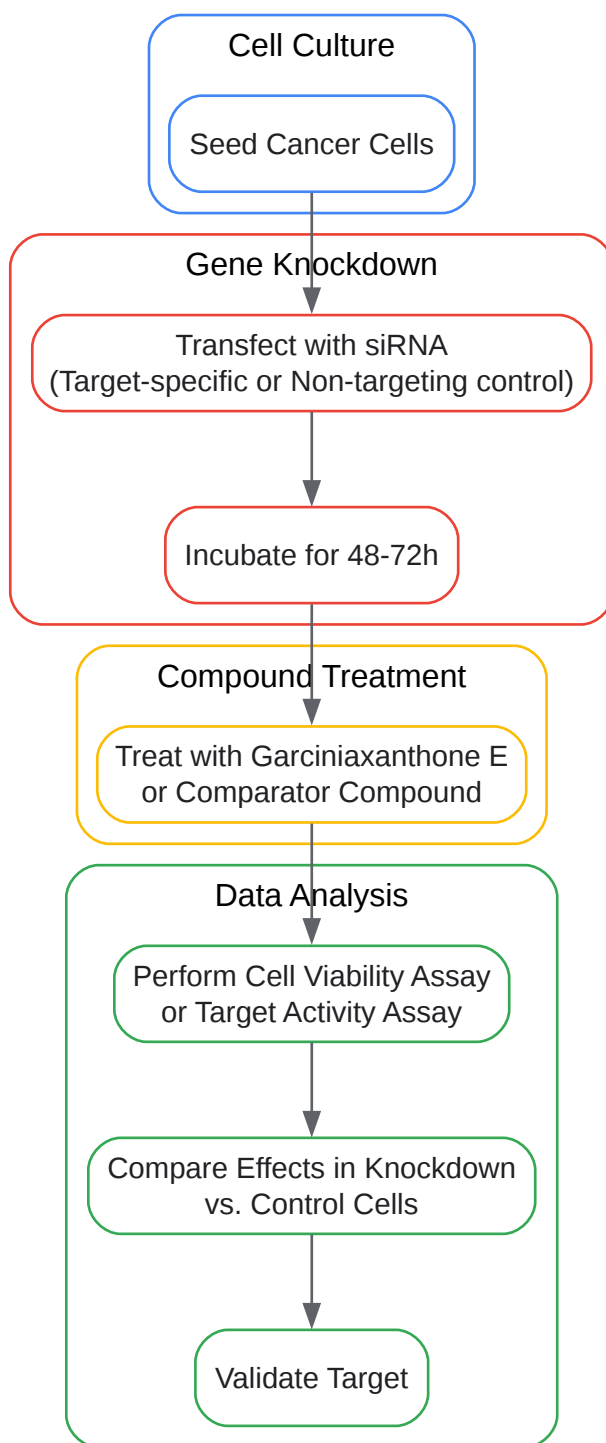 Cell Culture
Seed Cancer Cells
Gene Knockdown
Transfect with siRNA
(Target-specific or Non-targeting control)
Incubate for 48-72h
Compound Treatment
Treat with Garciniaxanthone E
or Comparator Compound
Data Analysis
Perform Cell Viability Assay
or Target Activity Assay
Compare Effects in Knockdown
vs. Control Cells
Validate Target